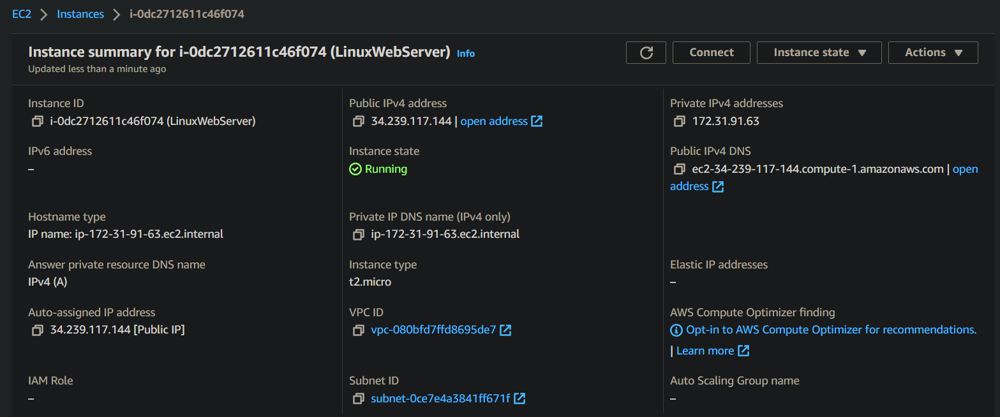 EC2 > Instances > i-0dc2712611c46f074
Instance summary for i-0dc2712611c46f074 (LinuxWebServer) Info
Updated less than a minute ago
Connect
Instance state
Actions
Instance ID
i-0dc2712611c46f074 (LinuxWebServer)
Public IPv4 address
34.239.117.144 | open address
Private IPv4 addresses
172.31.91.63
IPv6 address
–
Instance state
Running
Public IPv4 DNS
ec2-34-239-117-144.compute-1.amazonaws.com | open
address
Hostname type
IP name: ip-172-31-91-63.ec2.internal
Private IP DNS name (IPv4 only)
ip-172-31-91-63.ec2.internal
Answer private resource DNS name
IPv4 (A)
Instance type
t2.micro
Elastic IP addresses
–
Auto-assigned IP address
34.239.117.144 [Public IP]
VPC ID
vpc-080bfd7ffd8695de7
AWS Compute Optimizer finding
Opt-in to AWS Compute Optimizer for recommendations.
| Learn more
IAM Role
–
Subnet ID
subnet-0ce7e4a3841ff671f
Auto Scaling Group name
–